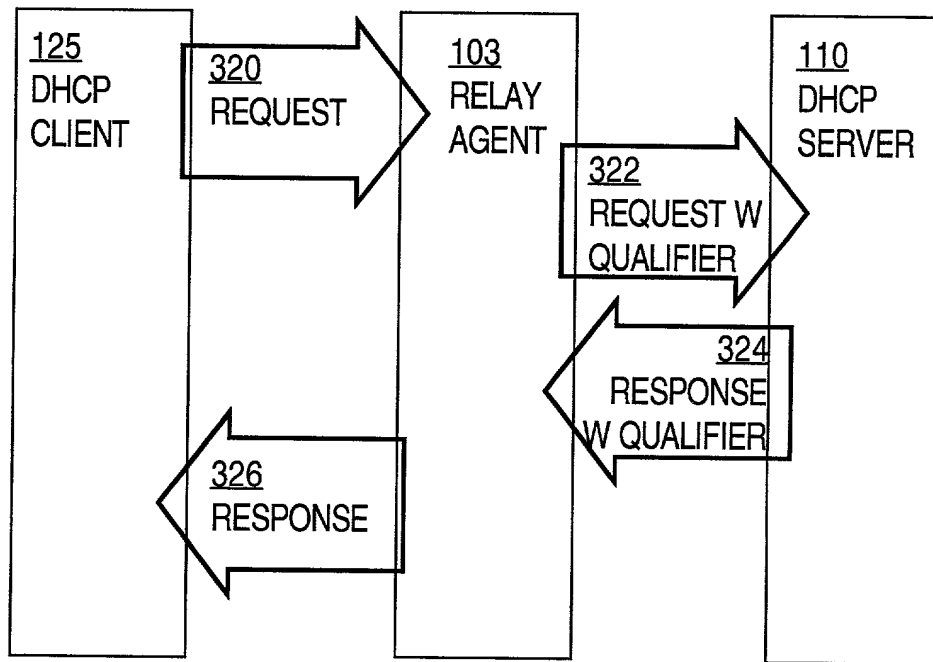 125
DHCP
CLIENT
320
REQUEST
103
RELAY
AGENT
110
DHCP
SERVER
322
REQUEST W
QUALIFIER
324
RESPONSE
W QUALIFIER
326
RESPONSE